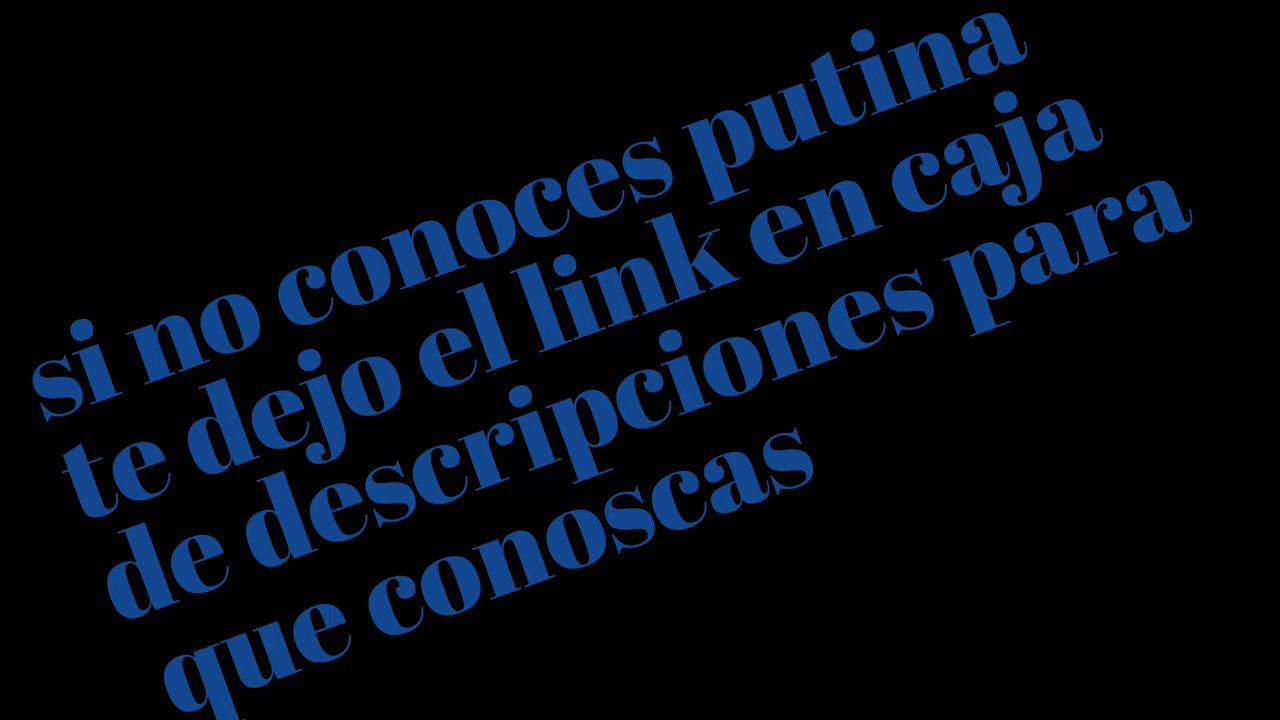 si no conoces putina
te dejo el link en caja
de descripciones para
que conoscas